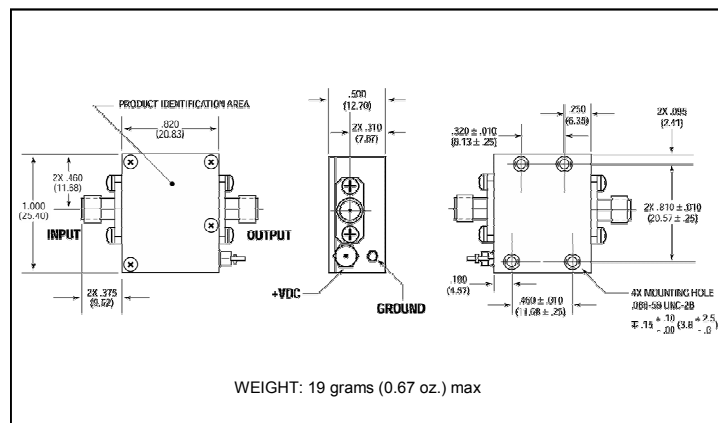 PRODUCT IDENTIFICATION AREA
.820
(20.83)
2X .460
(11.68)
1.000
(25.40)
INPUT
OUTPUT
2X .375
(9.52)
.500
(12.70)
2X .310
(7.87)
+VDC
GROUND
.250
(6.35)
2X .095
(2.41)
.320 ± .010
(8.13 ± .25)
2X .810 ± .010
(20.57 ± .25)
(4.57)
.460 ± .010
(11.68 ± .25)
4X MOUNTING HOLE
UNC-2B
WEIGHT: 19 grams (0.67 oz.) max